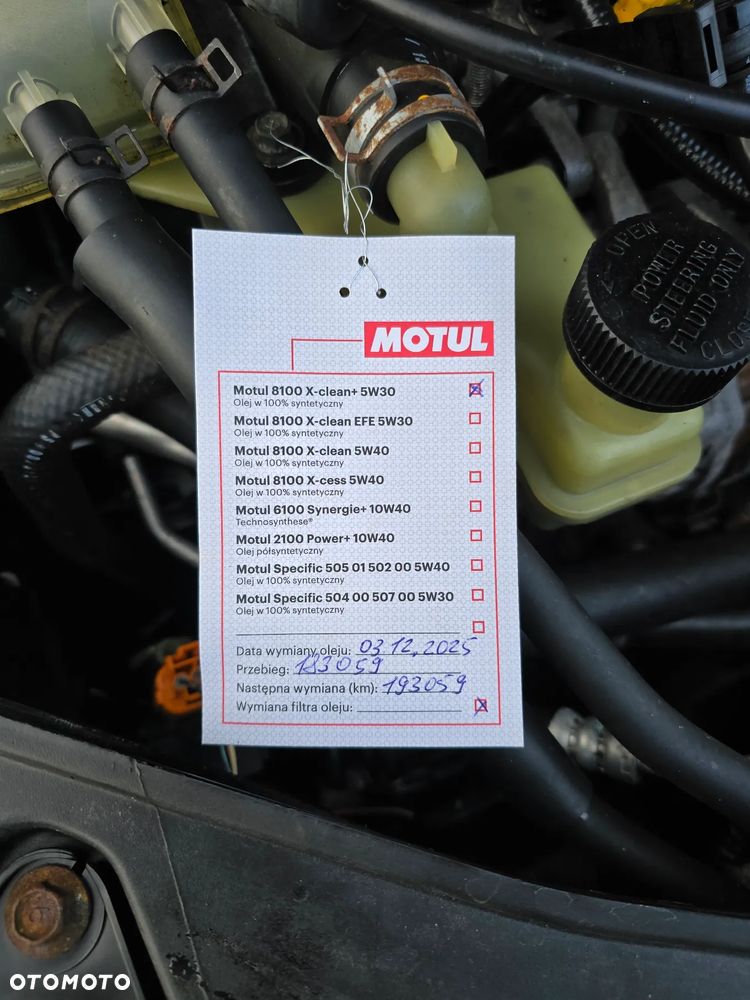 OPEN
POWER
STEERING
FLUID ONLY
CLOS
MOTUL
Motul 8100 X-clean+ 5W30
Olej w 100% syntetyczny
Motul 8100 X-clean EFE 5W30
Olej w 100% syntetyczny
Motul 8100 X-clean 5W40
Olej w 100% syntetyczny
Motul 8100 X-cess 5W40
Olej w 100% syntetyczny
Motul 6100 Synergie+ 10W40
Technosynthese®
Motul 2100 Power+ 10W40
Olej półsyntetyczny
Motul Specific 505 01 502 00 5W40
Olej w 100% syntetyczny
Motul Specific 504 00 507 00 5W30
Olej w 100% syntetyczny
Data wymiany oleju: 03.12.2025
Przebieg: 183059
Następna wymiana (km): 193059
Wymiana filtra oleju:
OTOMOTO